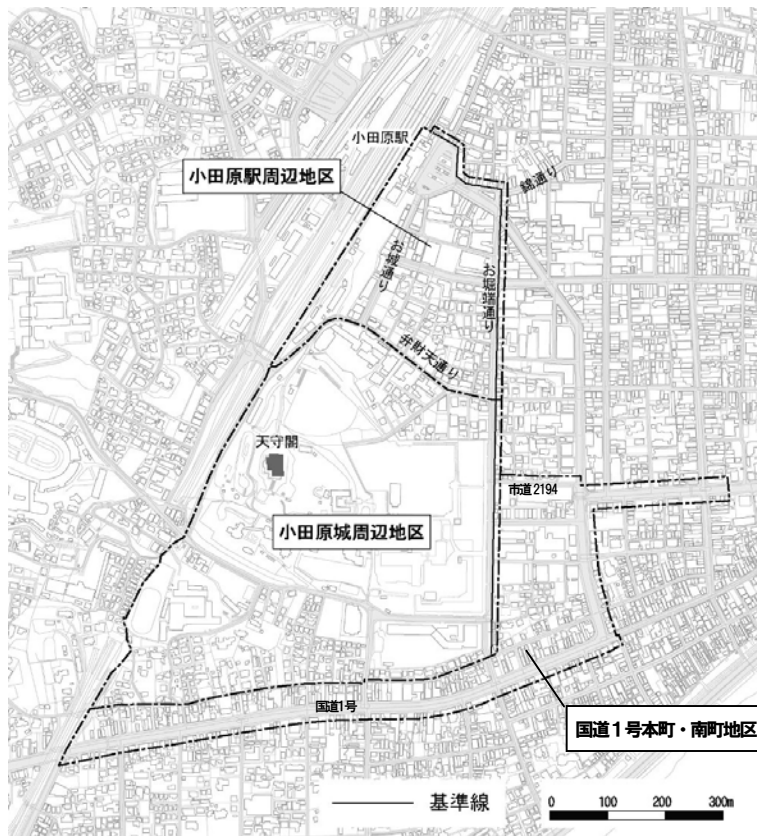 小田原駅
小田原駅周辺地区
錦通り
お城通り
お堀端通り
弁財天通り
天守閣
市道2194
小田原城周辺地区
国道1号
国道1号本町・南町地区
基準線
0 100 200 300m